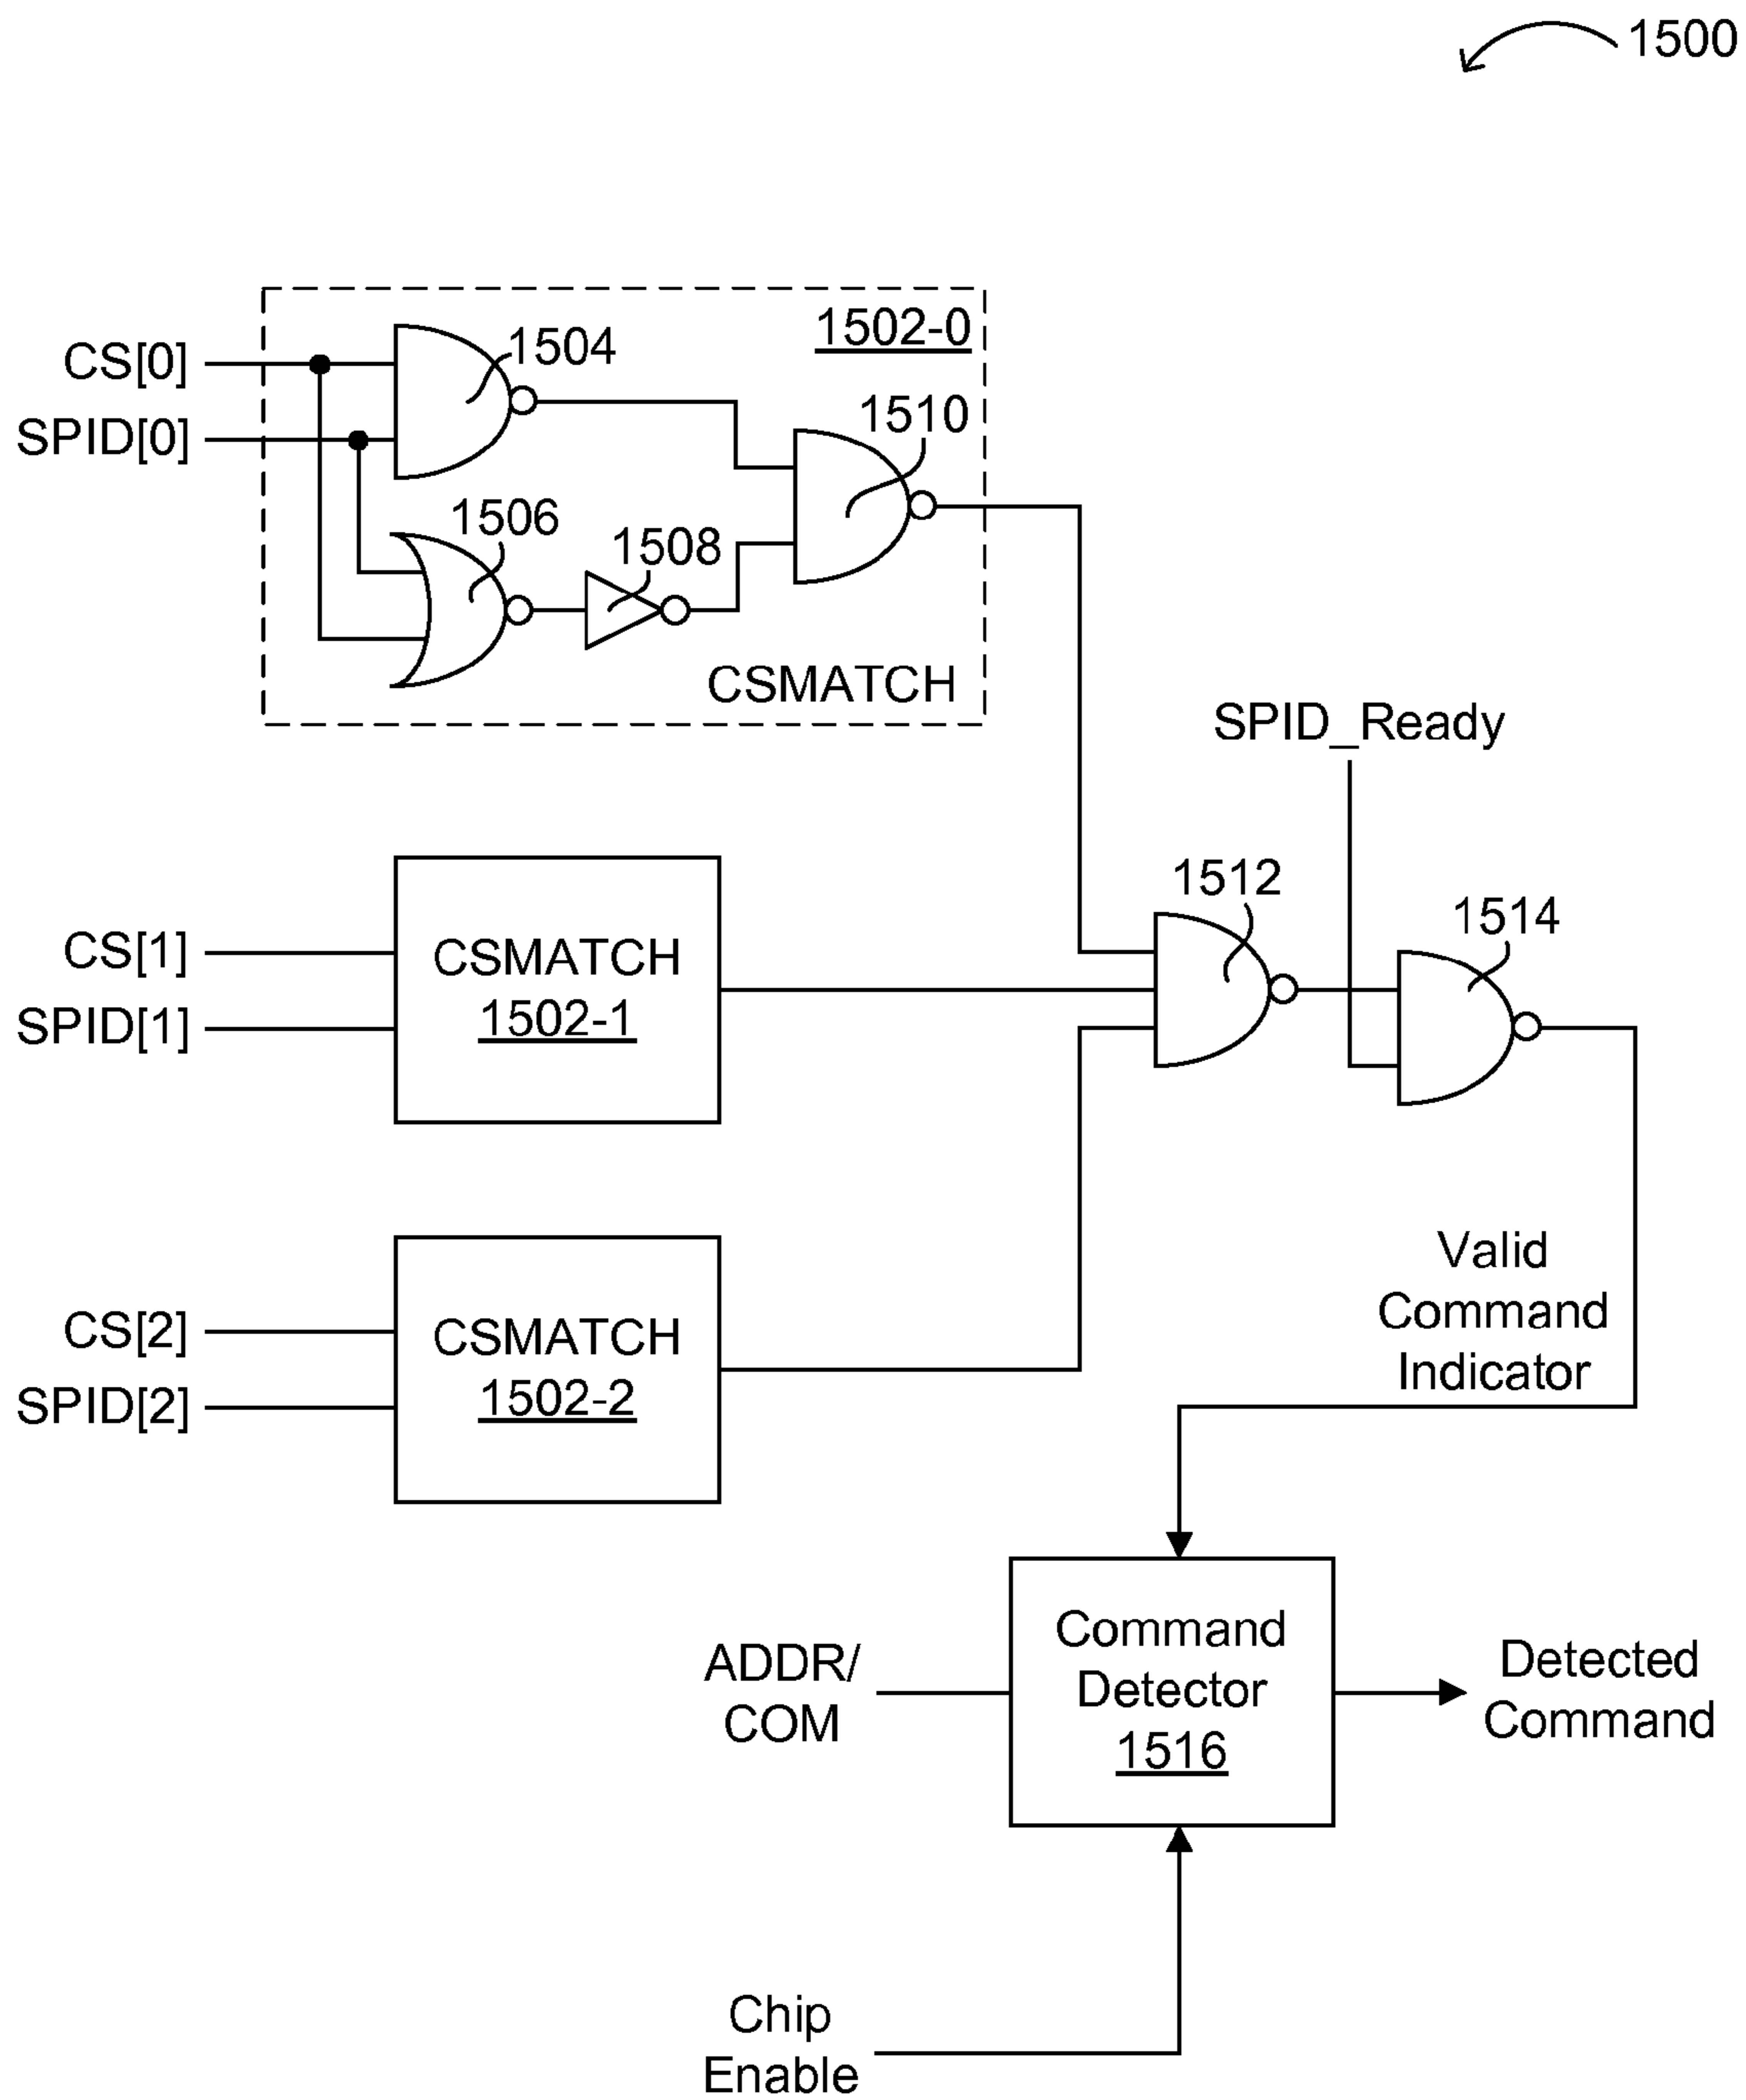 1500
1502-0
CS[0]
1504
SPID[0]
1510
1506
1508
CSMATCH
SPID_Ready
1512
1514
CS[1]
CSMATCH
1502-1
SPID[1]
Valid
Command
Indicator
CS[2]
CSMATCH
1502-2
SPID[2]
ADDR/
COM
Command
Detector
1516
Detected
Command
Chip
Enable